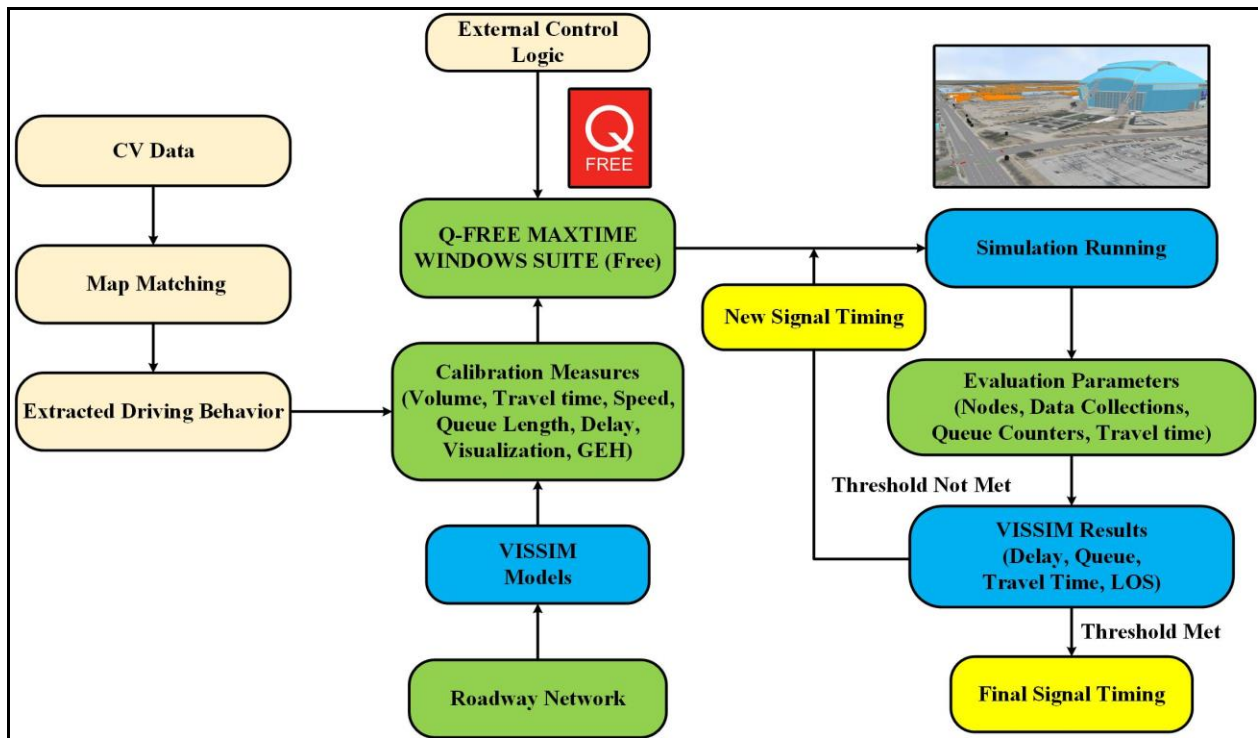 External Control
Logic
Q
FREE
CV Data
Map Matching
Extracted Driving Behavior
Q-FREE MAXTIME
WINDOWS SUITE (Free)
Calibration Measures
(Volume, Travel time, Speed,
Queue Length, Delay,
Visualization, GEH)
VISSIM
Models
Roadway Network
New Signal Timing
Simulation Running
Evaluation Parameters
(Nodes, Data Collections,
Queue Counters, Travel time)
Threshold Not Met
VISSIM Results
(Delay, Queue,
Travel Time, LOS)
Threshold Met
Final Signal Timing